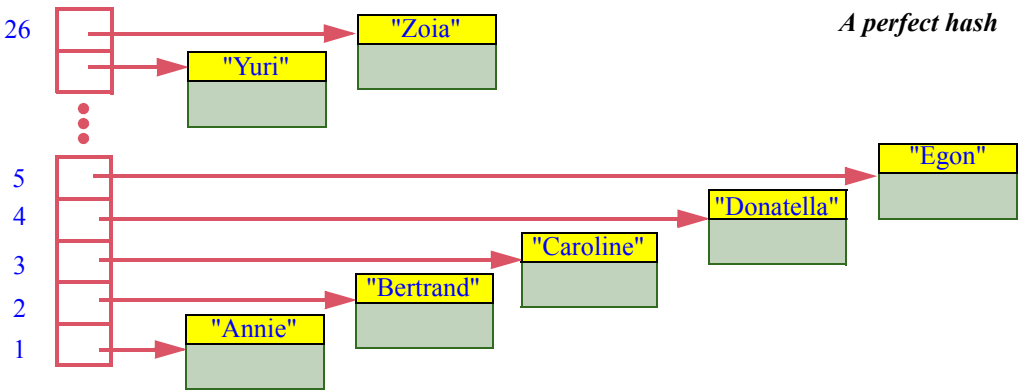 A perfect hash
26
"Zoia"
"Yuri"
5
"Egon"
4
"Donatella"
3
"Caroline"
2
"Bertrand"
1
"Annie"